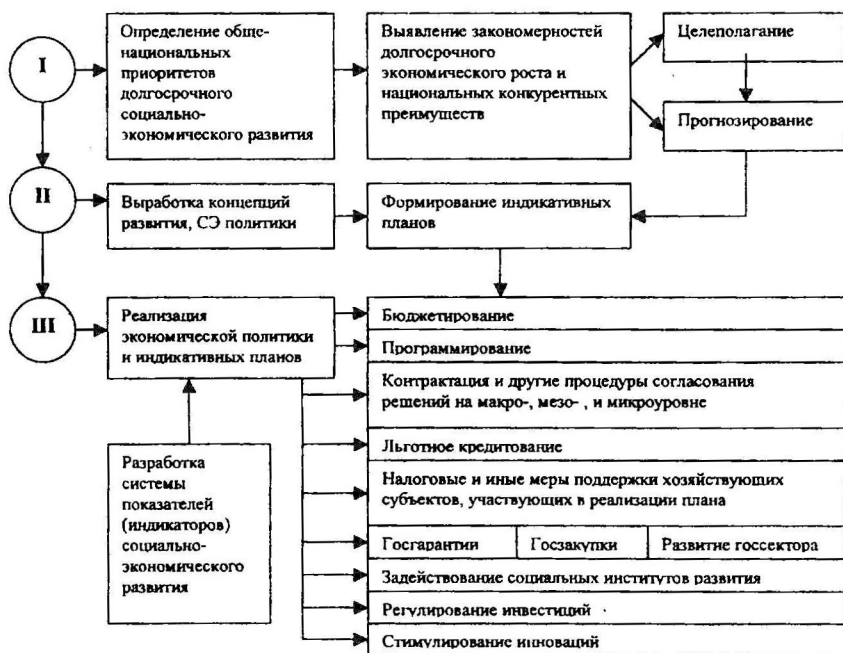 I
Определение обще-
национальных
приоритетов
долгосрочного
социально-
экономического развития
Выявление закономерностей
долгосрочного
экономического роста и
национальных конкурентных
преимуществ
Целеполагание
Прогнозирование
II
Выработка концепций
развития, СЭ политики
Формирование индикативных
планов
III
Реализация
экономической политики
и индикативных планов
Бюджетирование
Программирование
Контрактация и другие процедуры согласования
решений на макро-, мезо- , и микроуровне
Льготное кредитование
Налоговые и иные меры поддержки хозяйствующих
субъектов, участвующих в реализации плана
Госгарантии
Госзакупки
Развитие госсектора
Задействование социальных институтов развития
Регулирование инвестиций
Стимулирование инноваций
Разработка
системы
показателей
(индикаторов)
социально-
экономического
развития